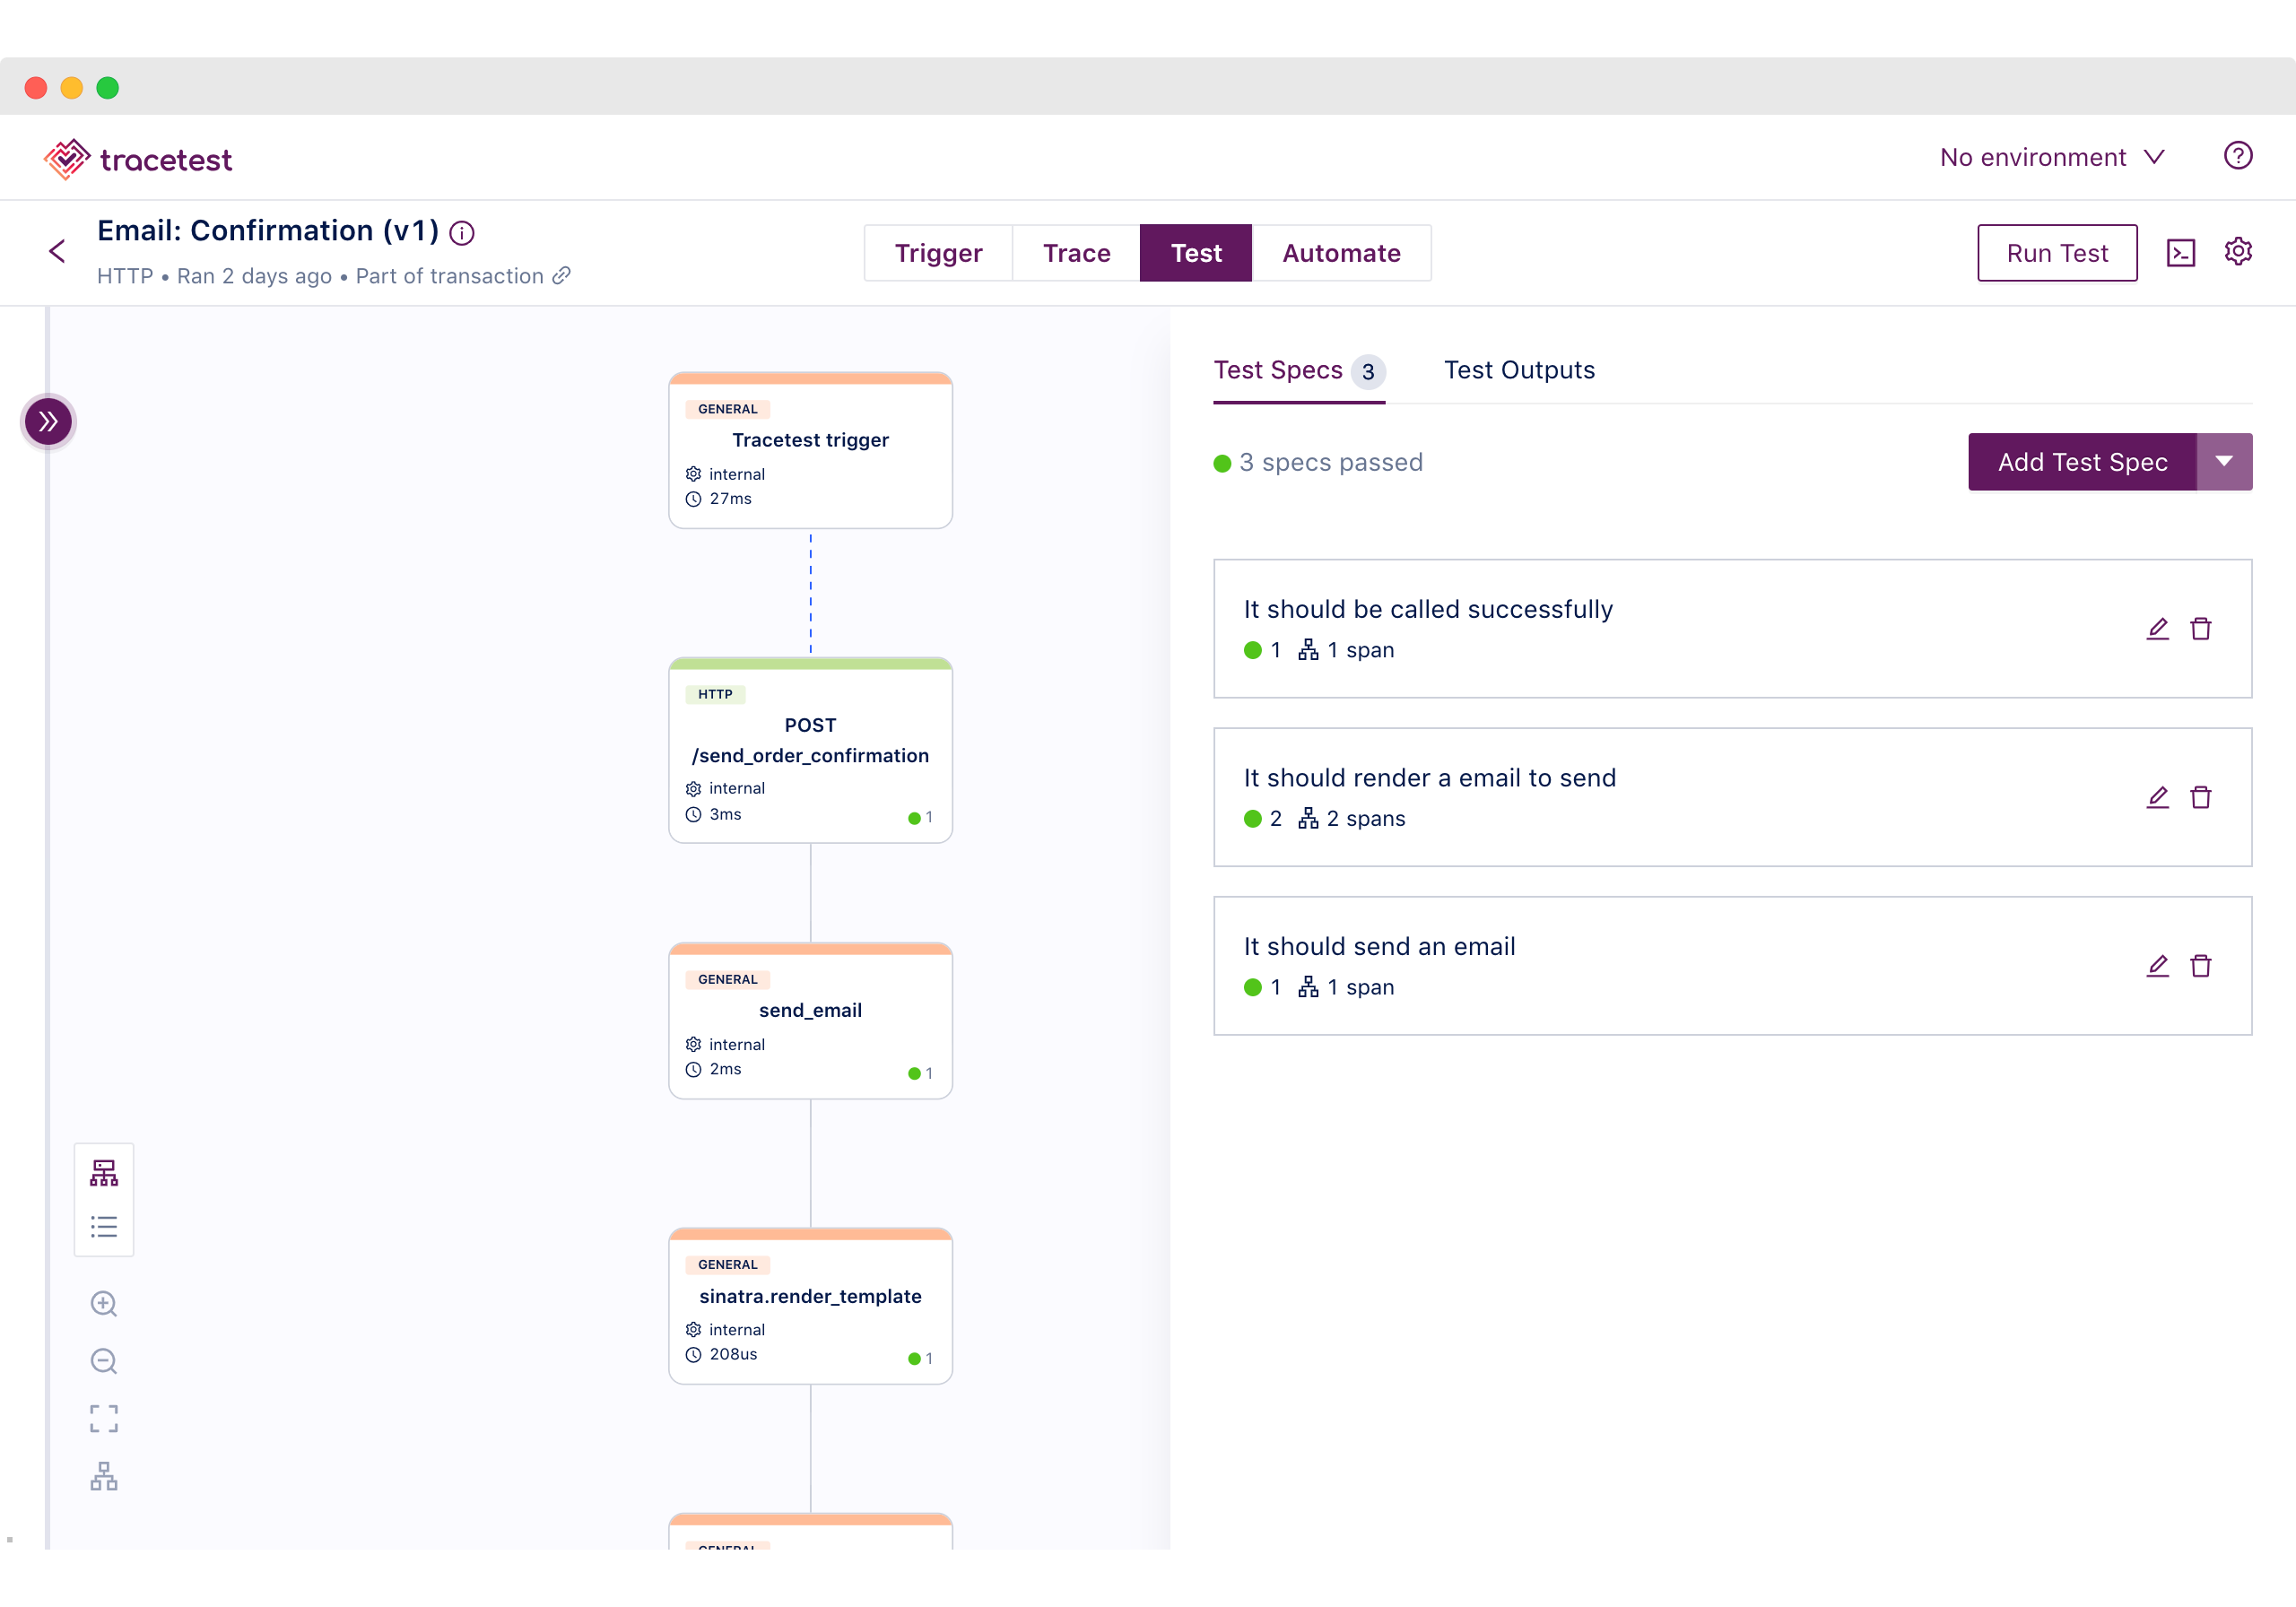 tracetest
No environment
Email: Confirmation (v1)
HTTP • Ran 2 days ago • Part of transaction
Trigger
Trace
Test
Automate
Run Test
GENERAL
Tracetest trigger
internal
27ms
HTTP
POST
/send_order_confirmation
internal
3ms
1
GENERAL
send_email
internal
2ms
1
GENERAL
sinatra.render_template
internal
208us
1
GENERAL
Test Specs 3
Test Outputs
3 specs passed
Add Test Spec
It should be called successfully
1 1 span
It should render a email to send
2 2 spans
It should send an email
1 1 span